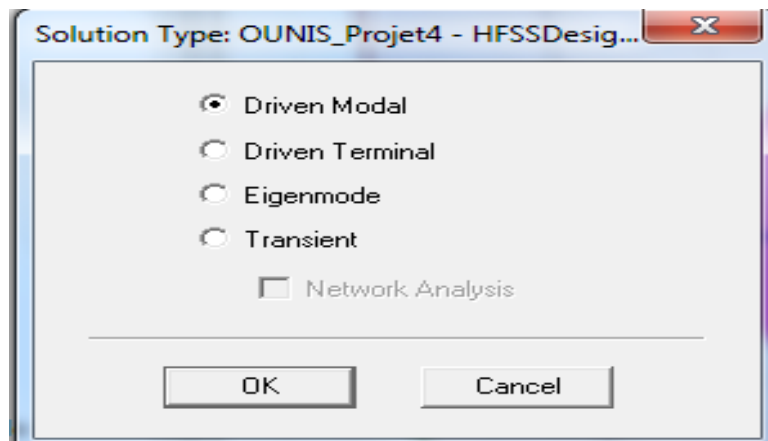 Solution Type: OUNIS_Projet4 - HFSSDesig...
Driven Modal
Driven Terminal
Eigenmode
Transient
Network Analysis
OK Cancel